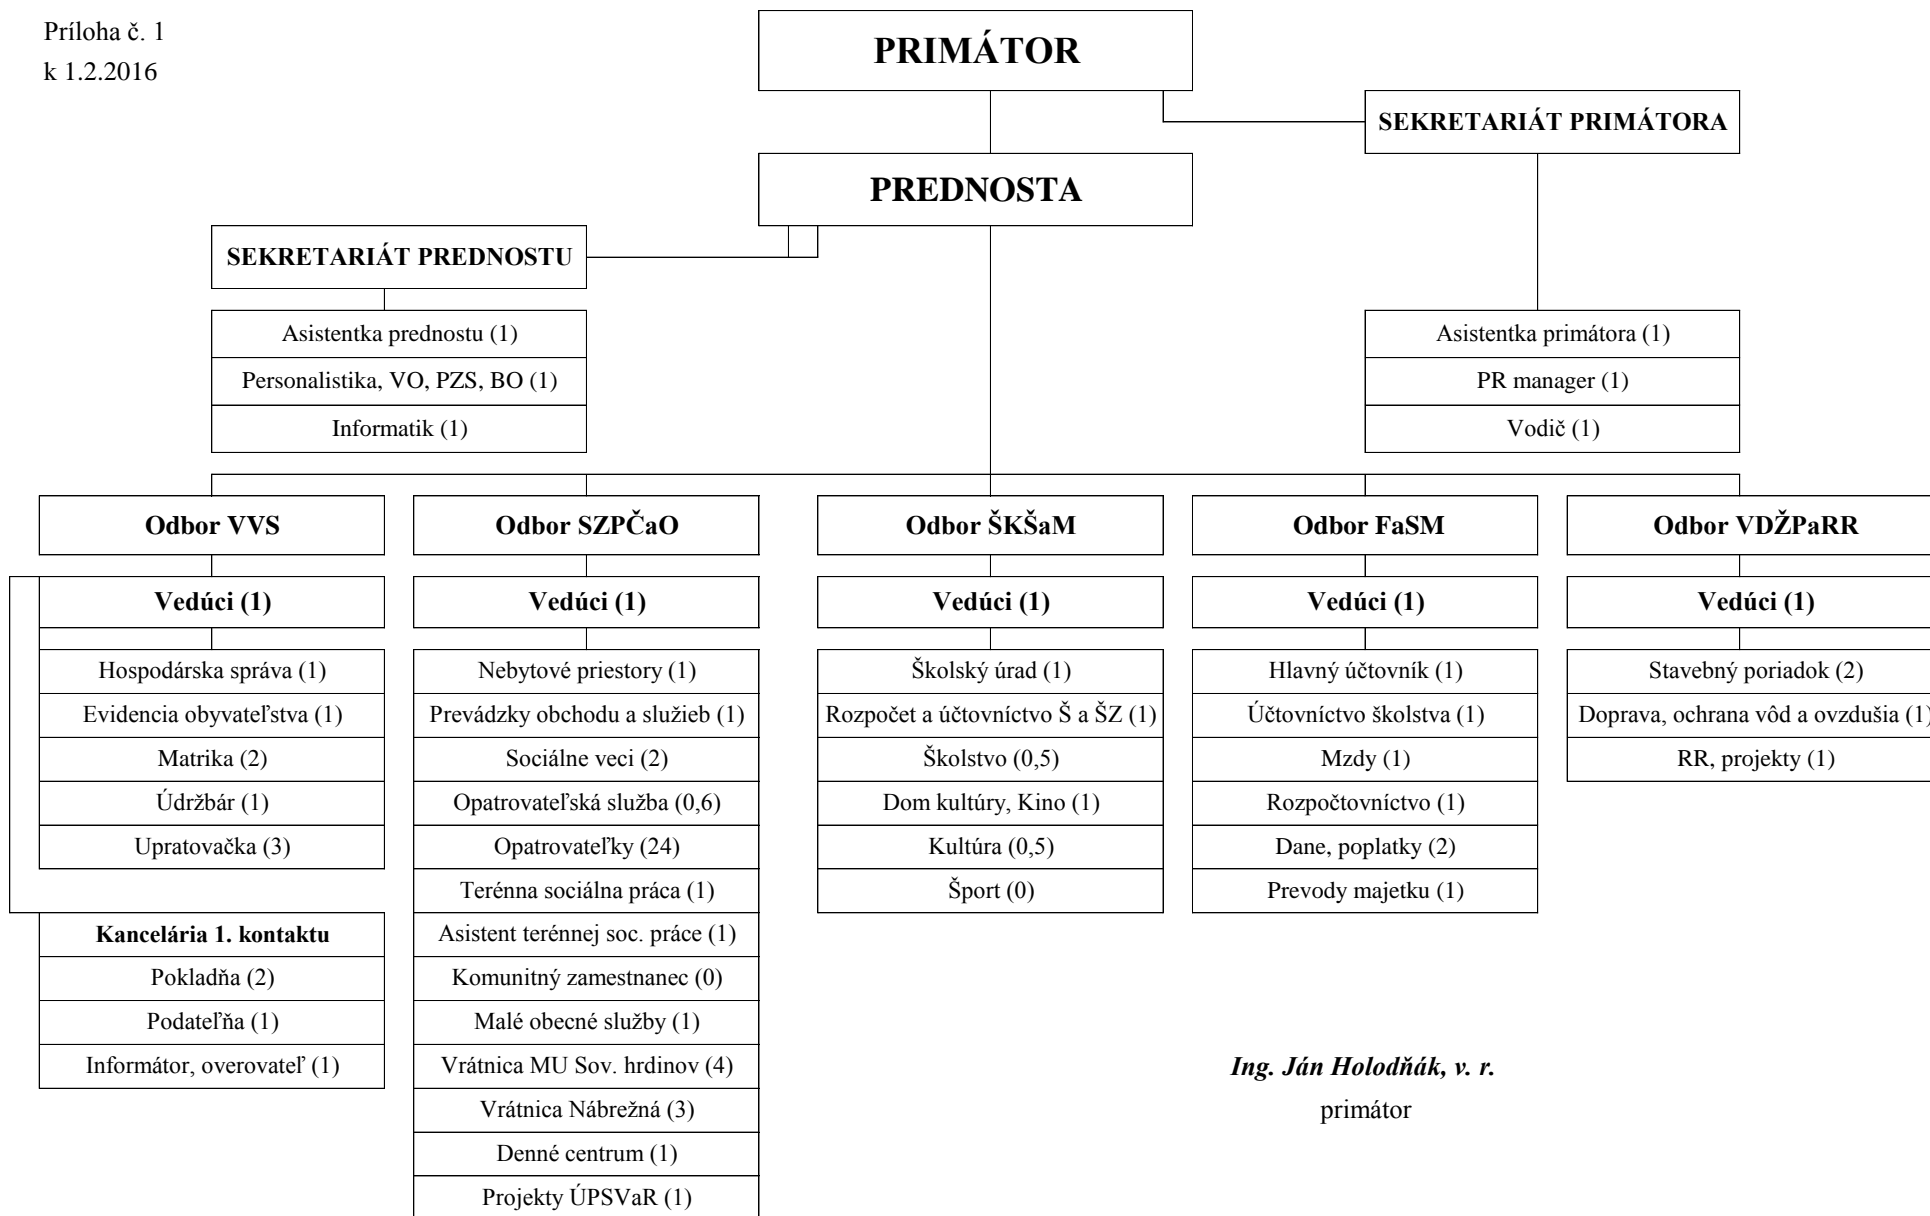 Príloha č. 1
k 1.2.2016
PRIMÁTOR
SEKRETARIÁT PRIMÁTORA
PREDNOSTA
SEKRETARIÁT PREDNOSTU
Asistentka prednostu (1)
Personalistika, VO, PZS, BO (1)
Informatik (1)
Asistentka primátora (1)
PR manager (1)
Vodič (1)
Odbor VVS
Vedúci (1)
Hospodárska správa (1)
Evidencia obyvateľstva (1)
Matrika (2)
Údržbár (1)
Upratovačka (3)
Kancelária 1. kontaktu
Pokladňa (2)
Podateľňa (1)
Informátor, overovateľ (1)
Odbor SZPČaO
Vedúci (1)
Nebytové priestory (1)
Prevádzky obchodu a služieb (1)
Sociálne veci (2)
Opatrovateľská služba (0,6)
Opatrovateľky (24)
Terénna sociálna práca (1)
Asistent terénnej soc. práce (1)
Komunitný zamestnanec (0)
Malé obecné služby (1)
Vrátnica MU Sov. hrdinov (4)
Vrátnica Nábrežná (3)
Denné centrum (1)
Projekty ÚPSVaR (1)
Odbor ŠKŠaM
Vedúci (1)
Školský úrad (1)
Rozpočet a účtovníctvo Š a ŠZ (1)
Školstvo (0,5)
Dom kultúry, Kino (1)
Kultúra (0,5)
Šport (0)
Odbor FaSM
Vedúci (1)
Hlavný účtovník (1)
Účtovníctvo školstva (1)
Mzdy (1)
Rozpočtovníctvo (1)
Dane, poplatky (2)
Prevody majetku (1)
Odbor VDŽPaRR
Vedúci (1)
Stavebný poriadok (2)
Doprava, ochrana vôd a ovzdušia (1)
RR, projekty (1)
Ing. Ján Holodňák, v. r.
primátor